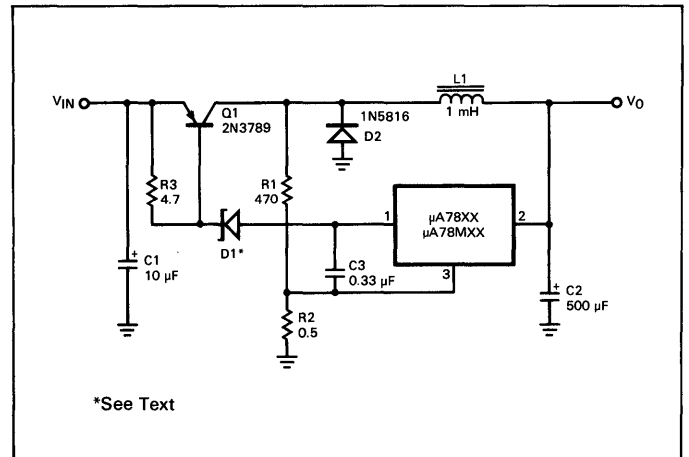 L1
1 mH
VIN
VO
Q1
2N3789
1N5816
D2
R3
4.7
R1
470
μA78XX
μA78MXX
1
2
3
D1*
C1
+
10 μF
C3
0.33 μF
C2
+
500 μF
R2
0.5
*See Text